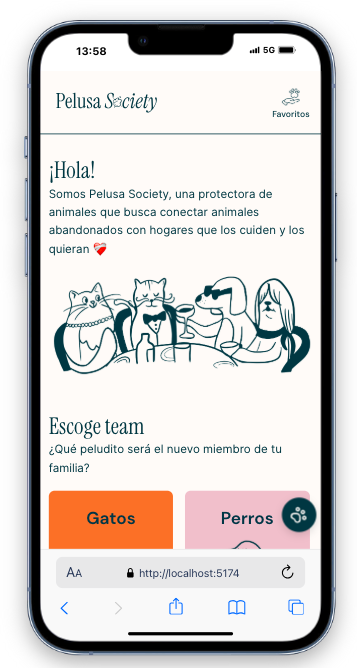 13:58
5G
Pelusa Society
Favoritos
¡Hola!
Somos Pelusa Society, una protectora de
animales que busca conectar animales
abandonados con hogares que los cuiden y los
quieran ❤️‍🩹
Escoge team
¿Qué peludito será el nuevo miembro de tu
familia?
Gatos
Perros
AA
http://localhost:5174